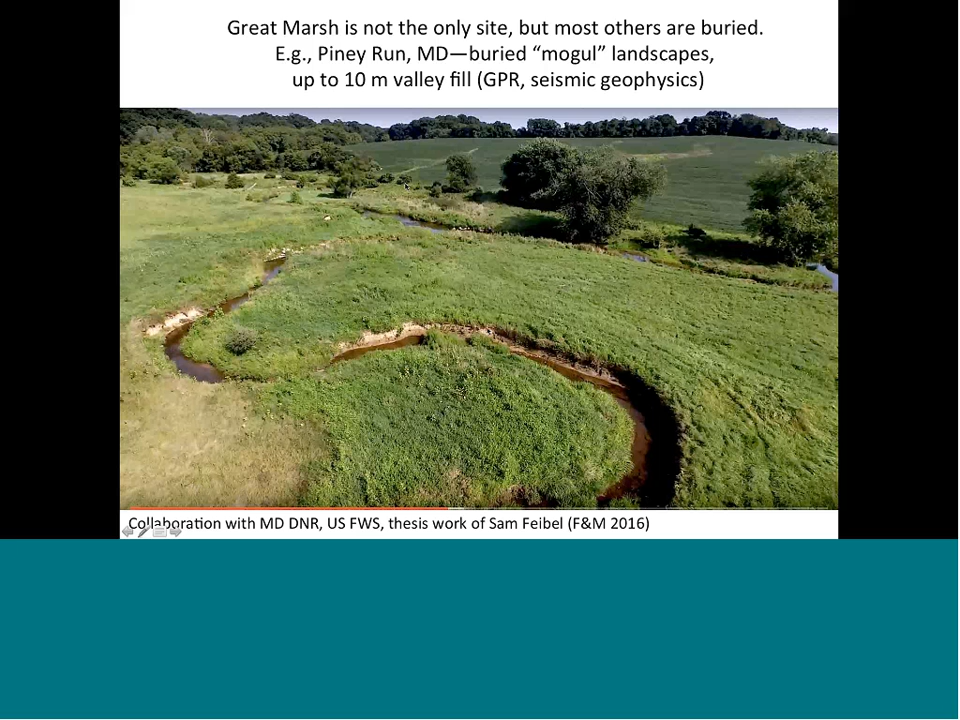 Great Marsh is not the only site, but most others are buried.
E.g., Piney Run, MD—buried “mogul” landscapes,
up to 10 m valley fill (GPR, seismic geophysics)
Collaboration with MD DNR, US FWS, thesis work of Sam Feibel (F&M 2016)